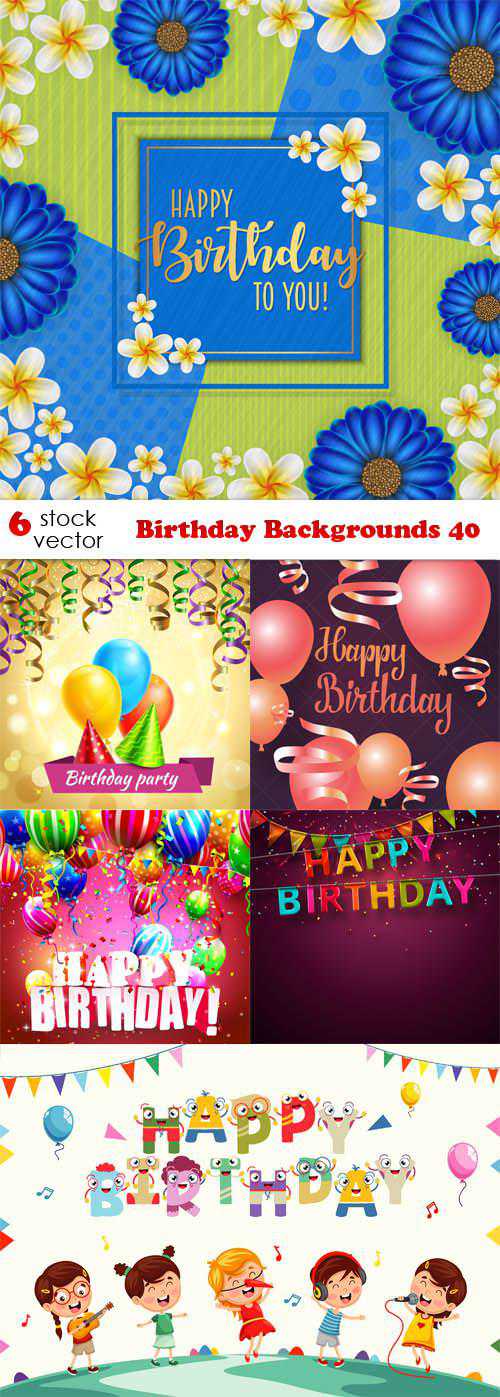 HAPPY
Birthday
TO YOU!
6 stock
vector
Birthday Backgrounds 40
Birthday party
Happy
Birthday
HAPPY
BIRTHDAY!
HAPPY
BIRTHDAY
HAPPY
BIRTHDAY